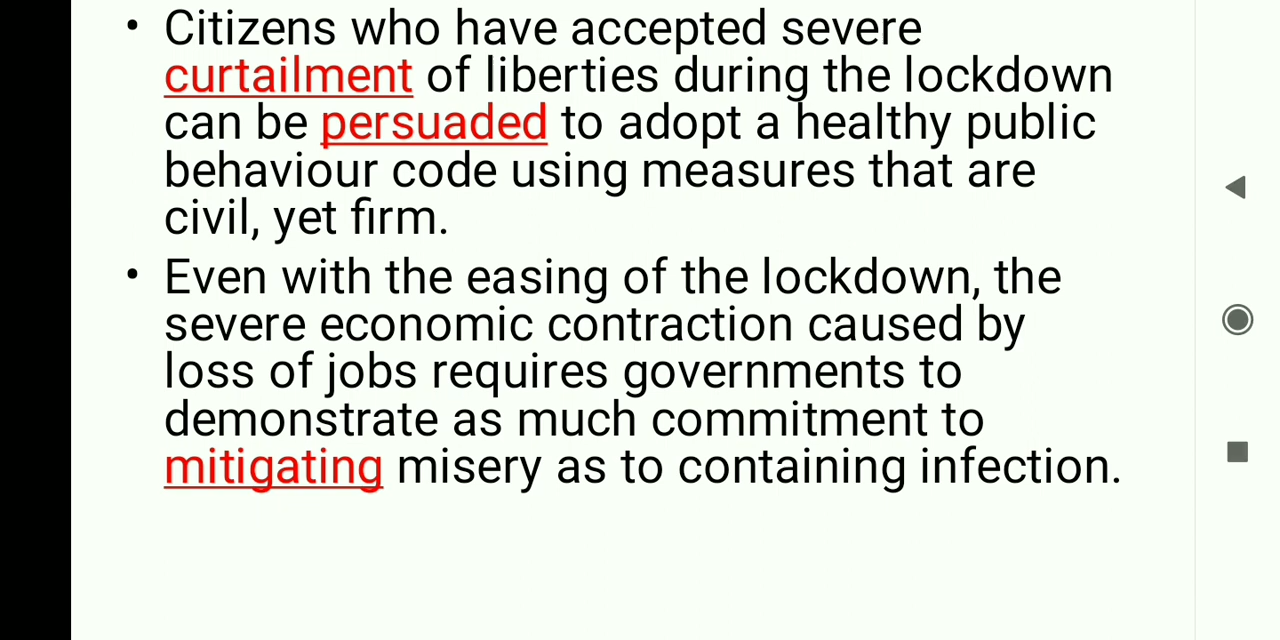 • Citizens who have accepted severe
curtailment of liberties during the lockdown
can be persuaded to adopt a healthy public
behaviour code using measures that are
civil, yet firm.
• Even with the easing of the lockdown, the
severe economic contraction caused by
loss of jobs requires governments to
demonstrate as much commitment to
mitigating misery as to containing infection.